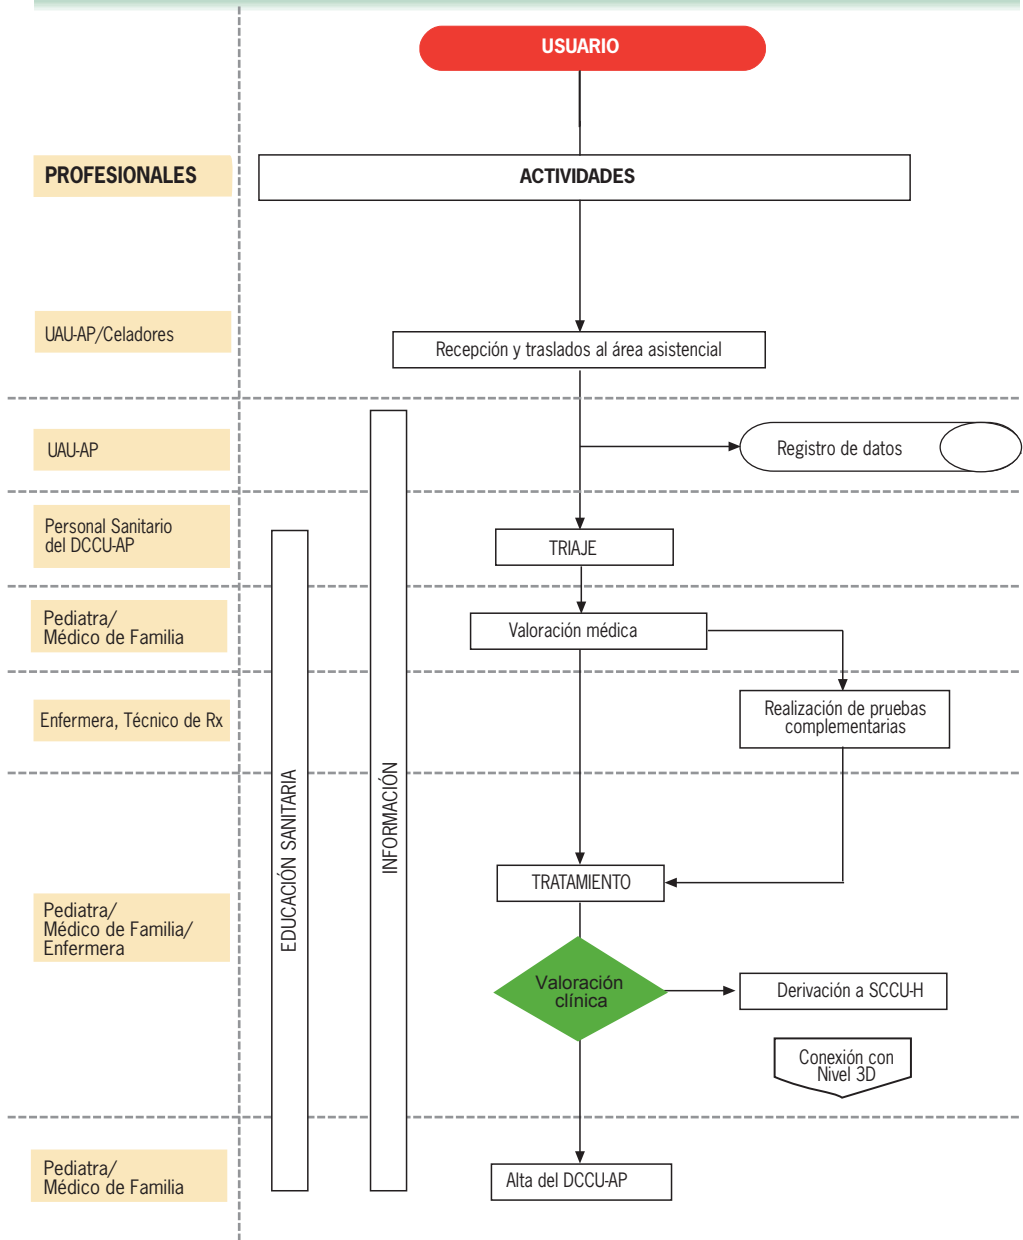 USUARIO
PROFESIONALES
ACTIVIDADES
UAU-AP/Celadores
Recepción y traslados al área asistencial
UAU-AP
Registro de datos
Personal Sanitario
del DCCU-AP
TRIAJE
Pediatra/
Médico de Familia
Valoración médica
Enfermera, Técnico de Rx
Realización de pruebas
complementarias
EDUCACIÓN SANITARIA
INFORMACIÓN
TRATAMIENTO
Pediatra/
Médico de Familia/
Enfermera
Valoración
clínica
Derivación a SCCU-H
Conexión con
Nivel 3D
Pediatra/
Médico de Familia
Alta del DCCU-AP